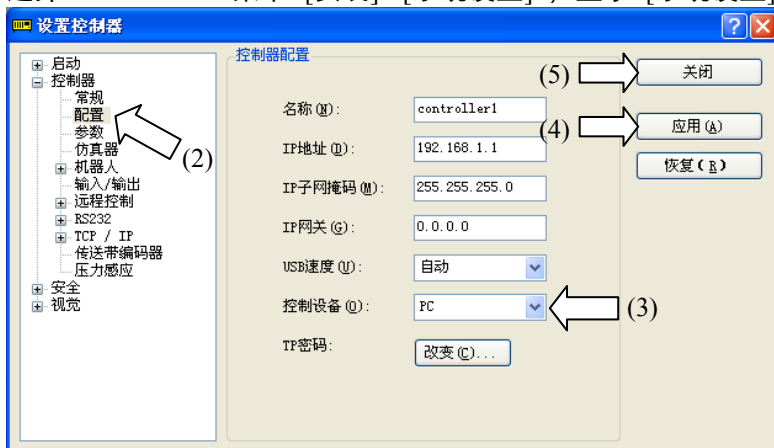 设置控制器
启动
控制器
常规
配置
参数
仿真器
机器人
输入/输出
远程控制
RS232
TCP / IP
传送带编码器
压力感应
安全
视觉
(2)
控制器配置
名称(N):
controller1
IP地址(D):
192.168.1.1
IP子网掩码(M):
255.255.255.0
IP网关(G):
0.0.0.0
USB速度(U):
自动
控制设备(O):
PC
(3)
TP密码:
改变(C)...
(5)
关闭
(4)
应用(A)
恢复(R)